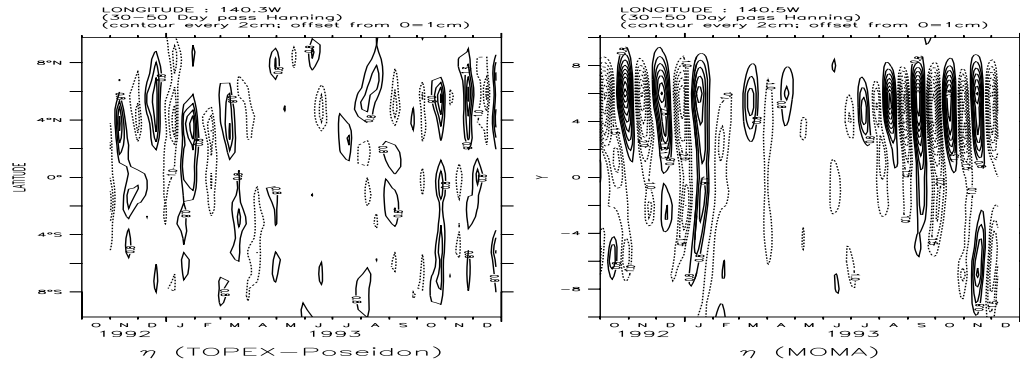 LONGITUDE : 140.3W
(30-50 Day pass Hanning)
(contour every 2cm; offset from 0=1cm)
8°N
4°N
0°
4°S
8°S
LATITUDE
O N D J F M A M J J A S O N D
1992 1993
η (TOPEX-Poseidon)
LONGITUDE : 140.5W
(30-50 Day pass Hanning)
(contour every 2cm; offset from 0=1cm)
8
4
0
-4
-8
Y
O N D J F M A M J J A S O N D
1992 1993
η (MOMA)